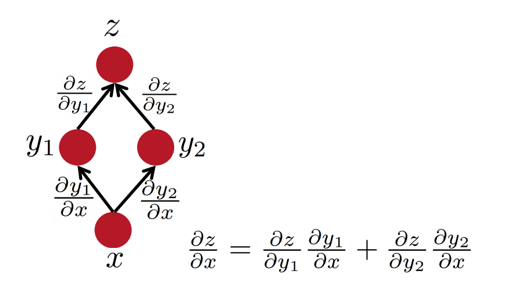 z
∂z/∂y₁ ∂z/∂y₂
y₁ y₂
∂y₁/∂x ∂y₂/∂x
x
∂z/∂x = ∂z/∂y₁ ∂y₁/∂x + ∂z/∂y₂ ∂y₂/∂x